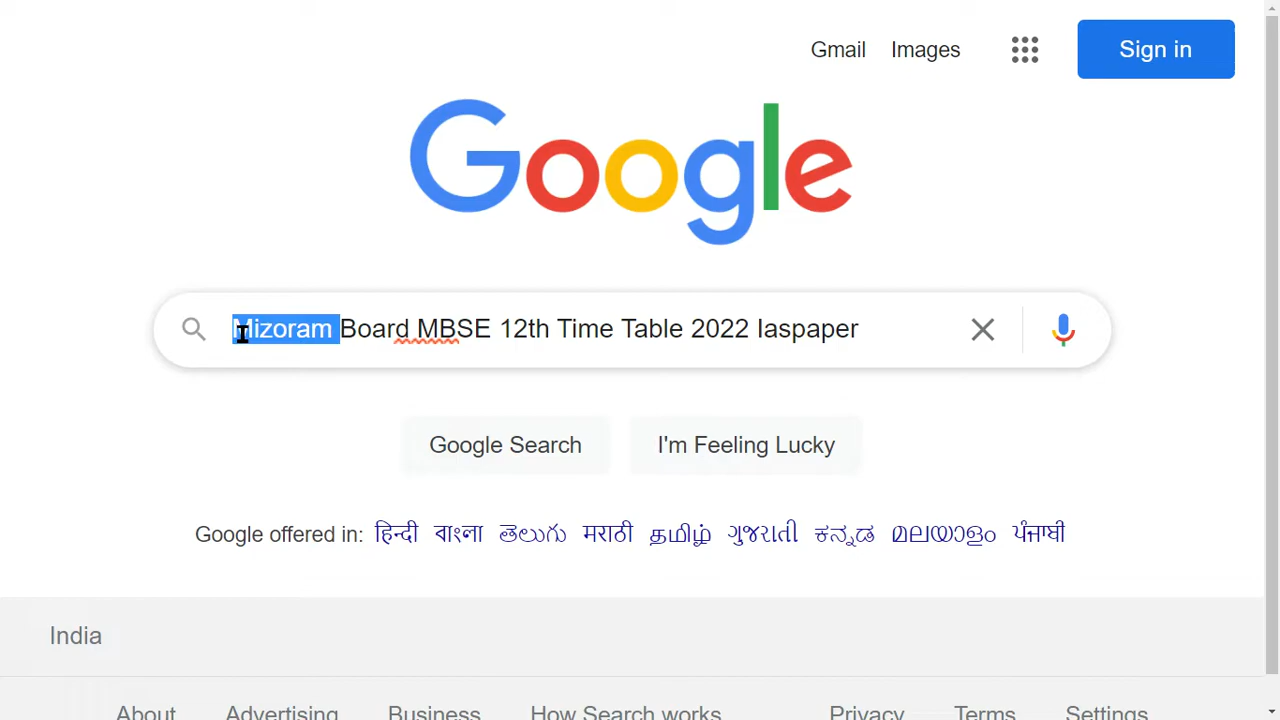 Gmail Images Sign in
Google
Mizoram Board MBSE 12th Time Table 2022 Iaspaper
Google Search I'm Feeling Lucky
Google offered in: हिन्दी বাংলা తెలుగు मराठी தமிழ் ગુજરાતી ಕನ್ನಡ മലയാളം ਪੰਜਾਬੀ
India
About Advertising Business How Search works Privacy Terms Settings